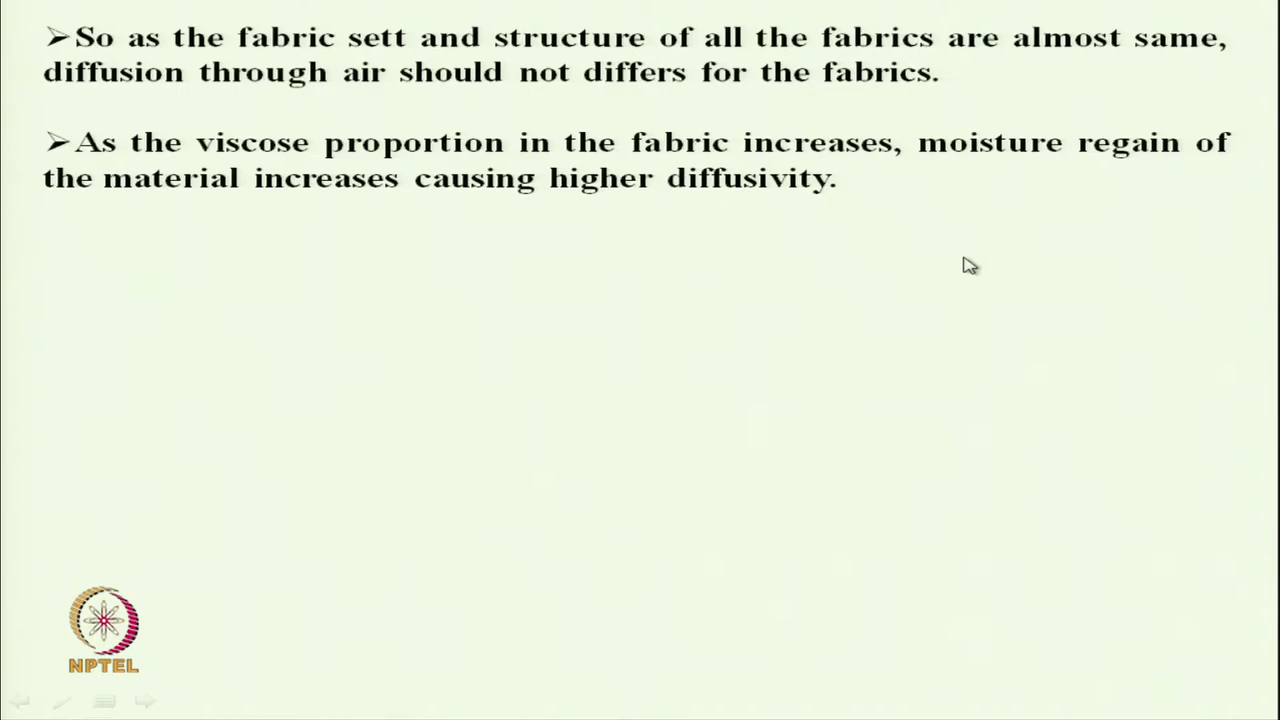 ➢So as the fabric sett and structure of all the fabrics are almost same,
diffusion through air should not differs for the fabrics.
➢As the viscose proportion in the fabric increases, moisture regain of
the material increases causing higher diffusivity.
NPTEL